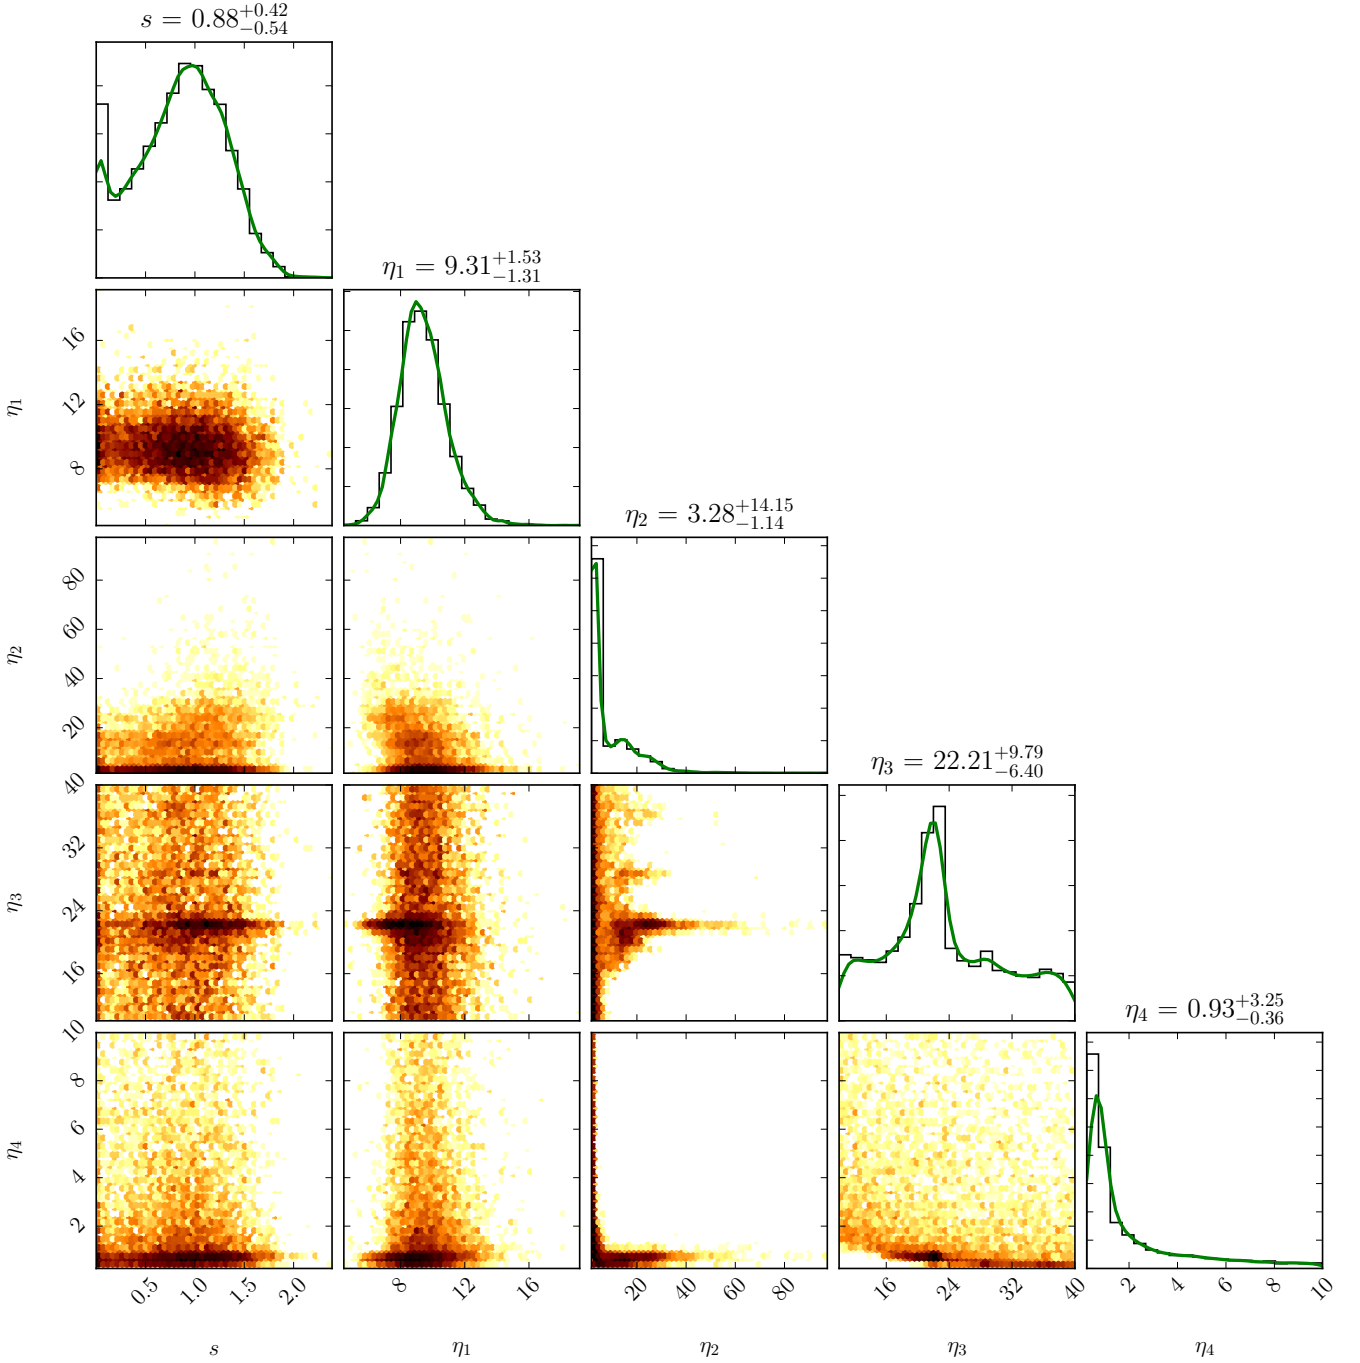 s = 0.88^{+0.42}_{-0.54}
η₁ = 9.31^{+1.53}_{-1.31}
16
12
8
η₁
η₂ = 3.28^{+14.15}_{-1.14}
80
60
40
20
η₂
η₃ = 22.21^{+9.79}_{-6.40}
40
32
24
16
η₃
η₄ = 0.93^{+3.25}_{-0.36}
10
8
6
4
2
η₄
0.5 1.0 1.5 2.0
8 12 16
20 40 60 80
16 24 32 40
2 4 6 8 10
s η₁ η₂ η₃ η₄